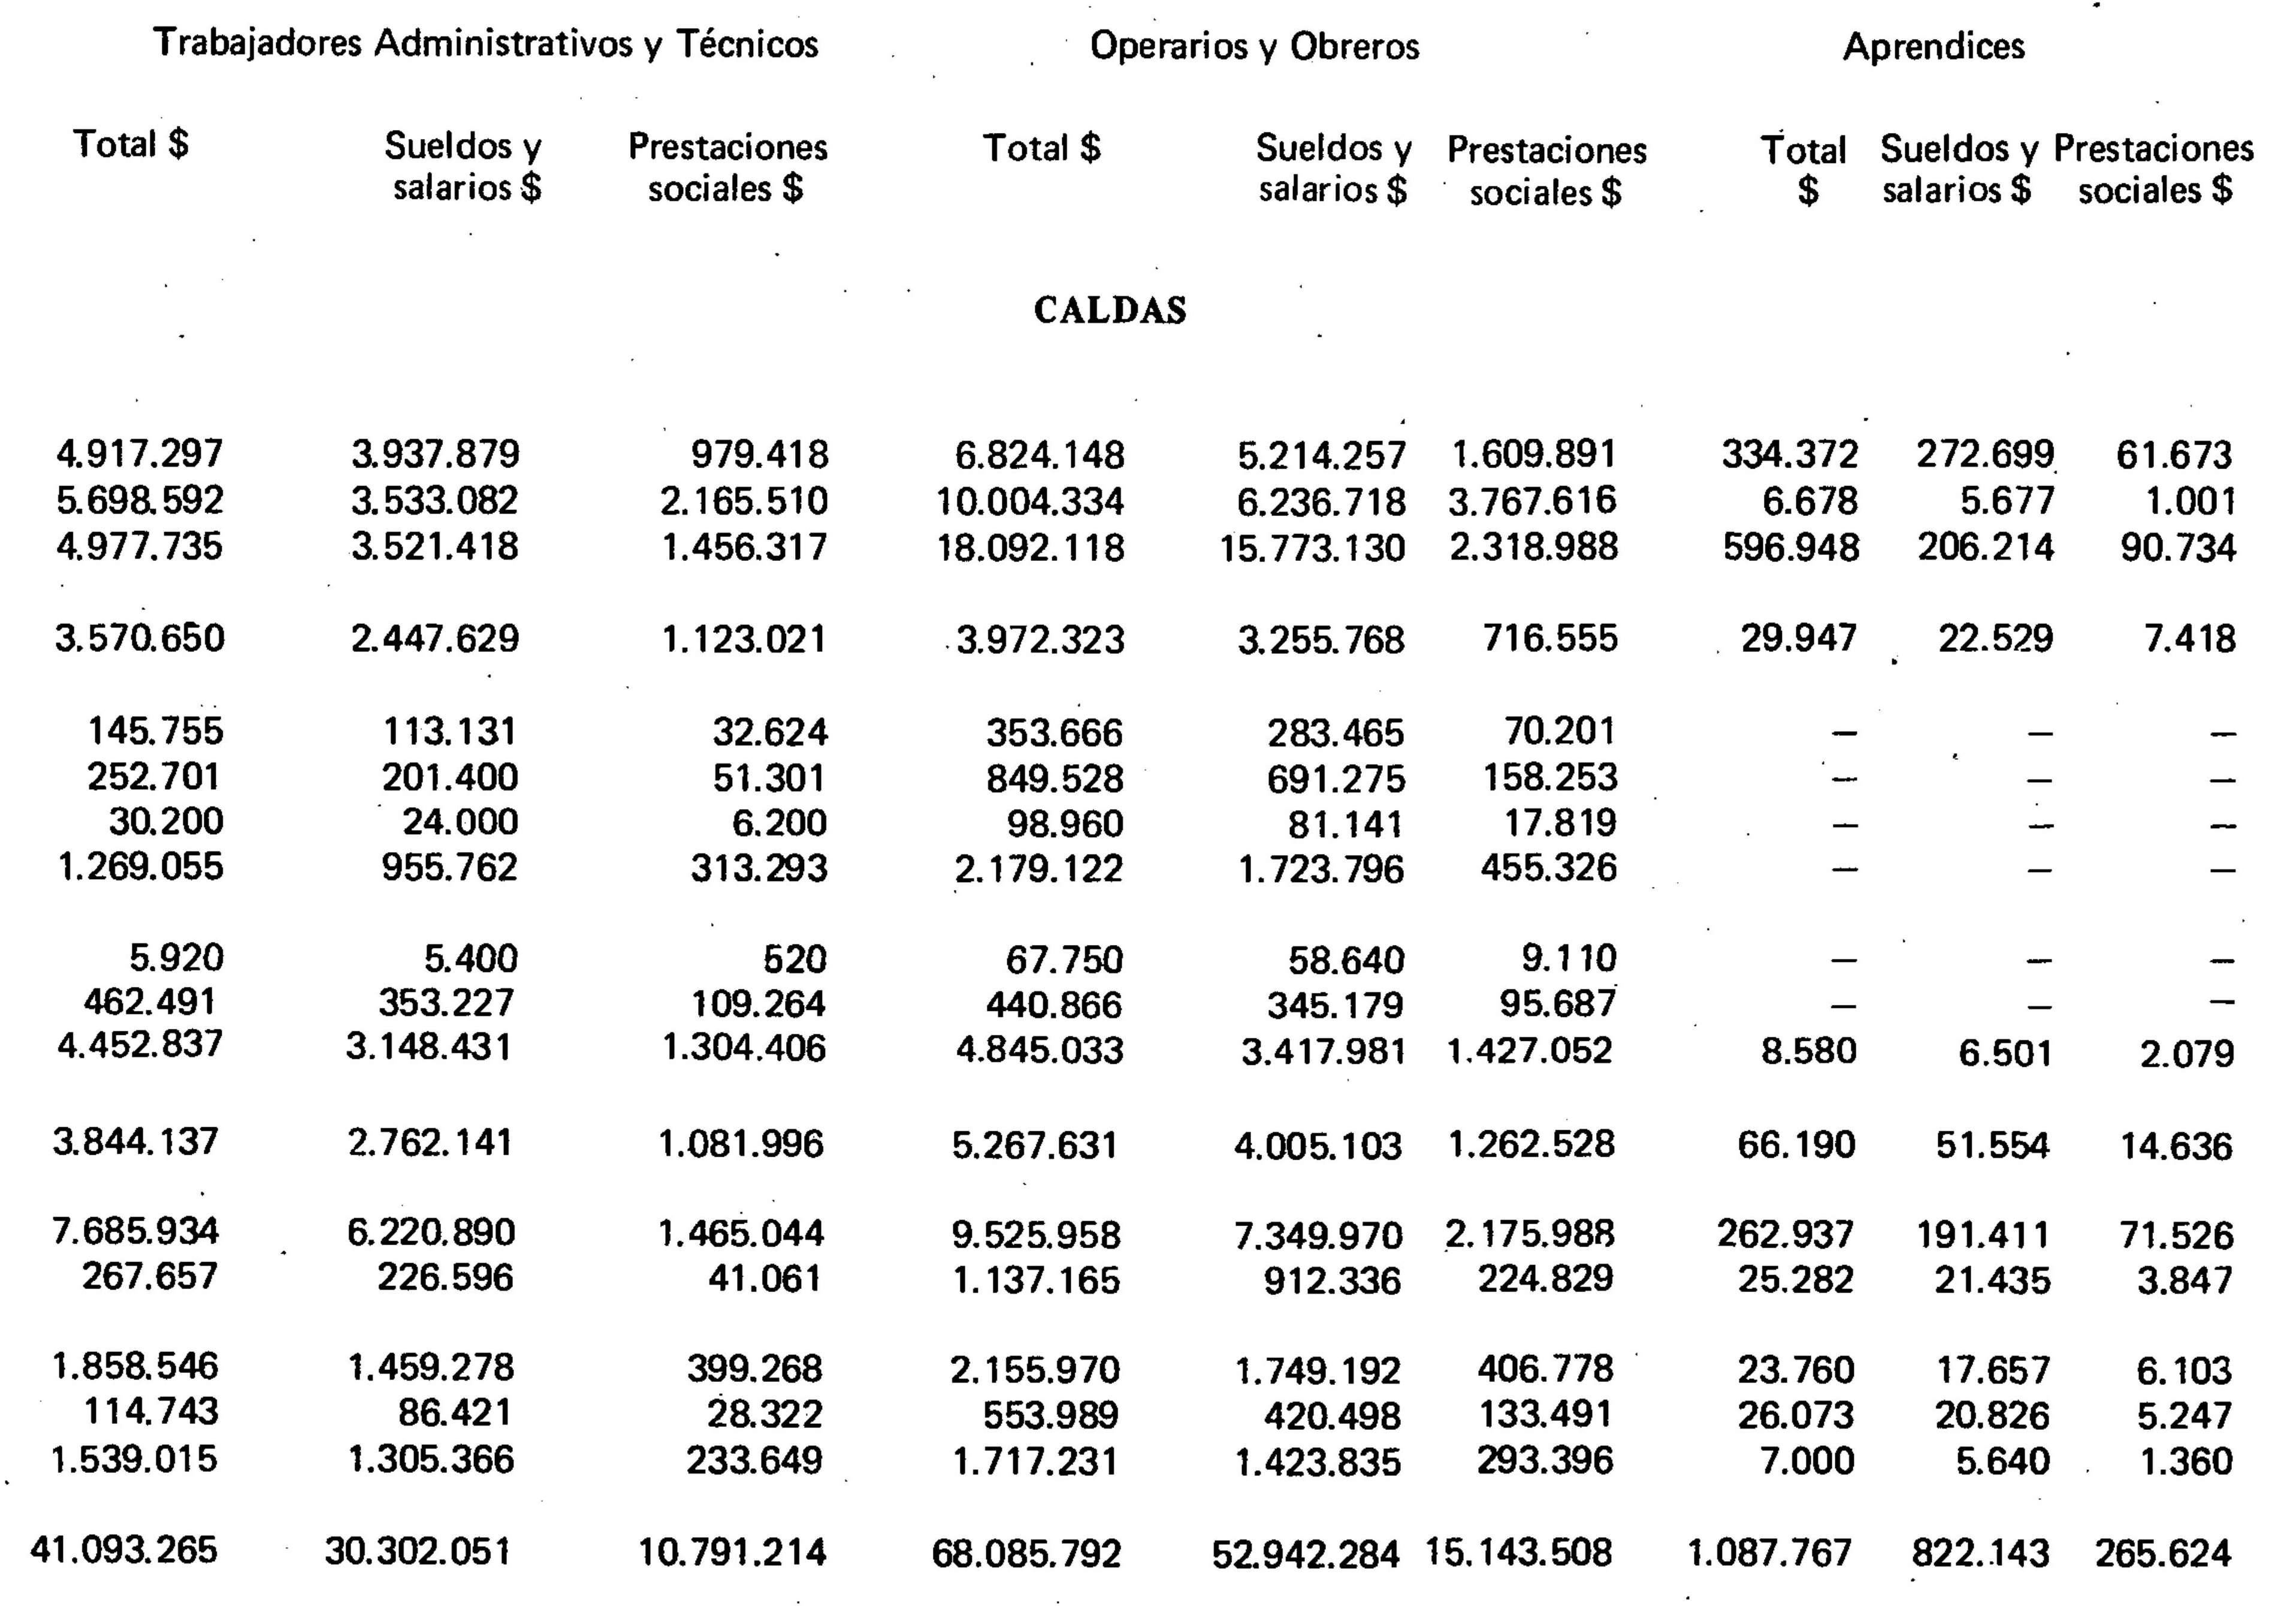 Trabajadores Administrativos y Técnicos Operarios y Obreros Aprendices
Total $ Sueldos y Prestaciones Total $ Sueldos y Prestaciones Total Sueldos y Prestaciones
salarios $ sociales $ salarios $ sociales $ $ salarios $ sociales $
CALDAS
4.917.297 3.937.879 979.418 6.824.148 5.214.257 1.609.891 334.372 272.699 61.673
5.698.592 3.533.082 2.165.510 10.004.334 6.236.718 3.767.616 6.678 5.677 1.001
4.977.735 3.521.418 1.456.317 18.092.118 15.773.130 2.318.988 596.948 206.214 90.734
3.570.650 2.447.629 1.123.021 3.972.323 3.255.768 716.555 29.947 22.529 7.418
145.755 113.131 32.624 353.666 283.465 70.201 — — —
252.701 201.400 51.301 849.528 691.275 158.253 — — —
30.200 24.000 6.200 98.960 81.141 17.819 — — —
1.269.055 955.762 313.293 2.179.122 1.723.796 455.326 — — —
5.920 5.400 520 67.750 58.640 9.110 — — —
462.491 353.227 109.264 440.866 345.179 95.687 — — —
4.452.837 3.148.431 1.304.406 4.845.033 3.417.981 1.427.052 8.580 6.501 2.079
3.844.137 2.762.141 1.081.996 5.267.631 4.005.103 1.262.528 66.190 51.554 14.636
7.685.934 6.220.890 1.465.044 9.525.958 7.349.970 2.175.988 262.937 191.411 71.526
267.657 226.596 41.061 1.137.165 912.336 224.829 25.282 21.435 3.847
1.858.546 1.459.278 399.268 2.155.970 1.749.192 406.778 23.760 17.657 6.103
114.743 86.421 28.322 553.989 420.498 133.491 26.073 20.826 5.247
1.539.015 1.305.366 233.649 1.717.231 1.423.835 293.396 7.000 5.640 1.360
41.093.265 30.302.051 10.791.214 68.085.792 52.942.284 15.143.508 1.087.767 822.143 265.624